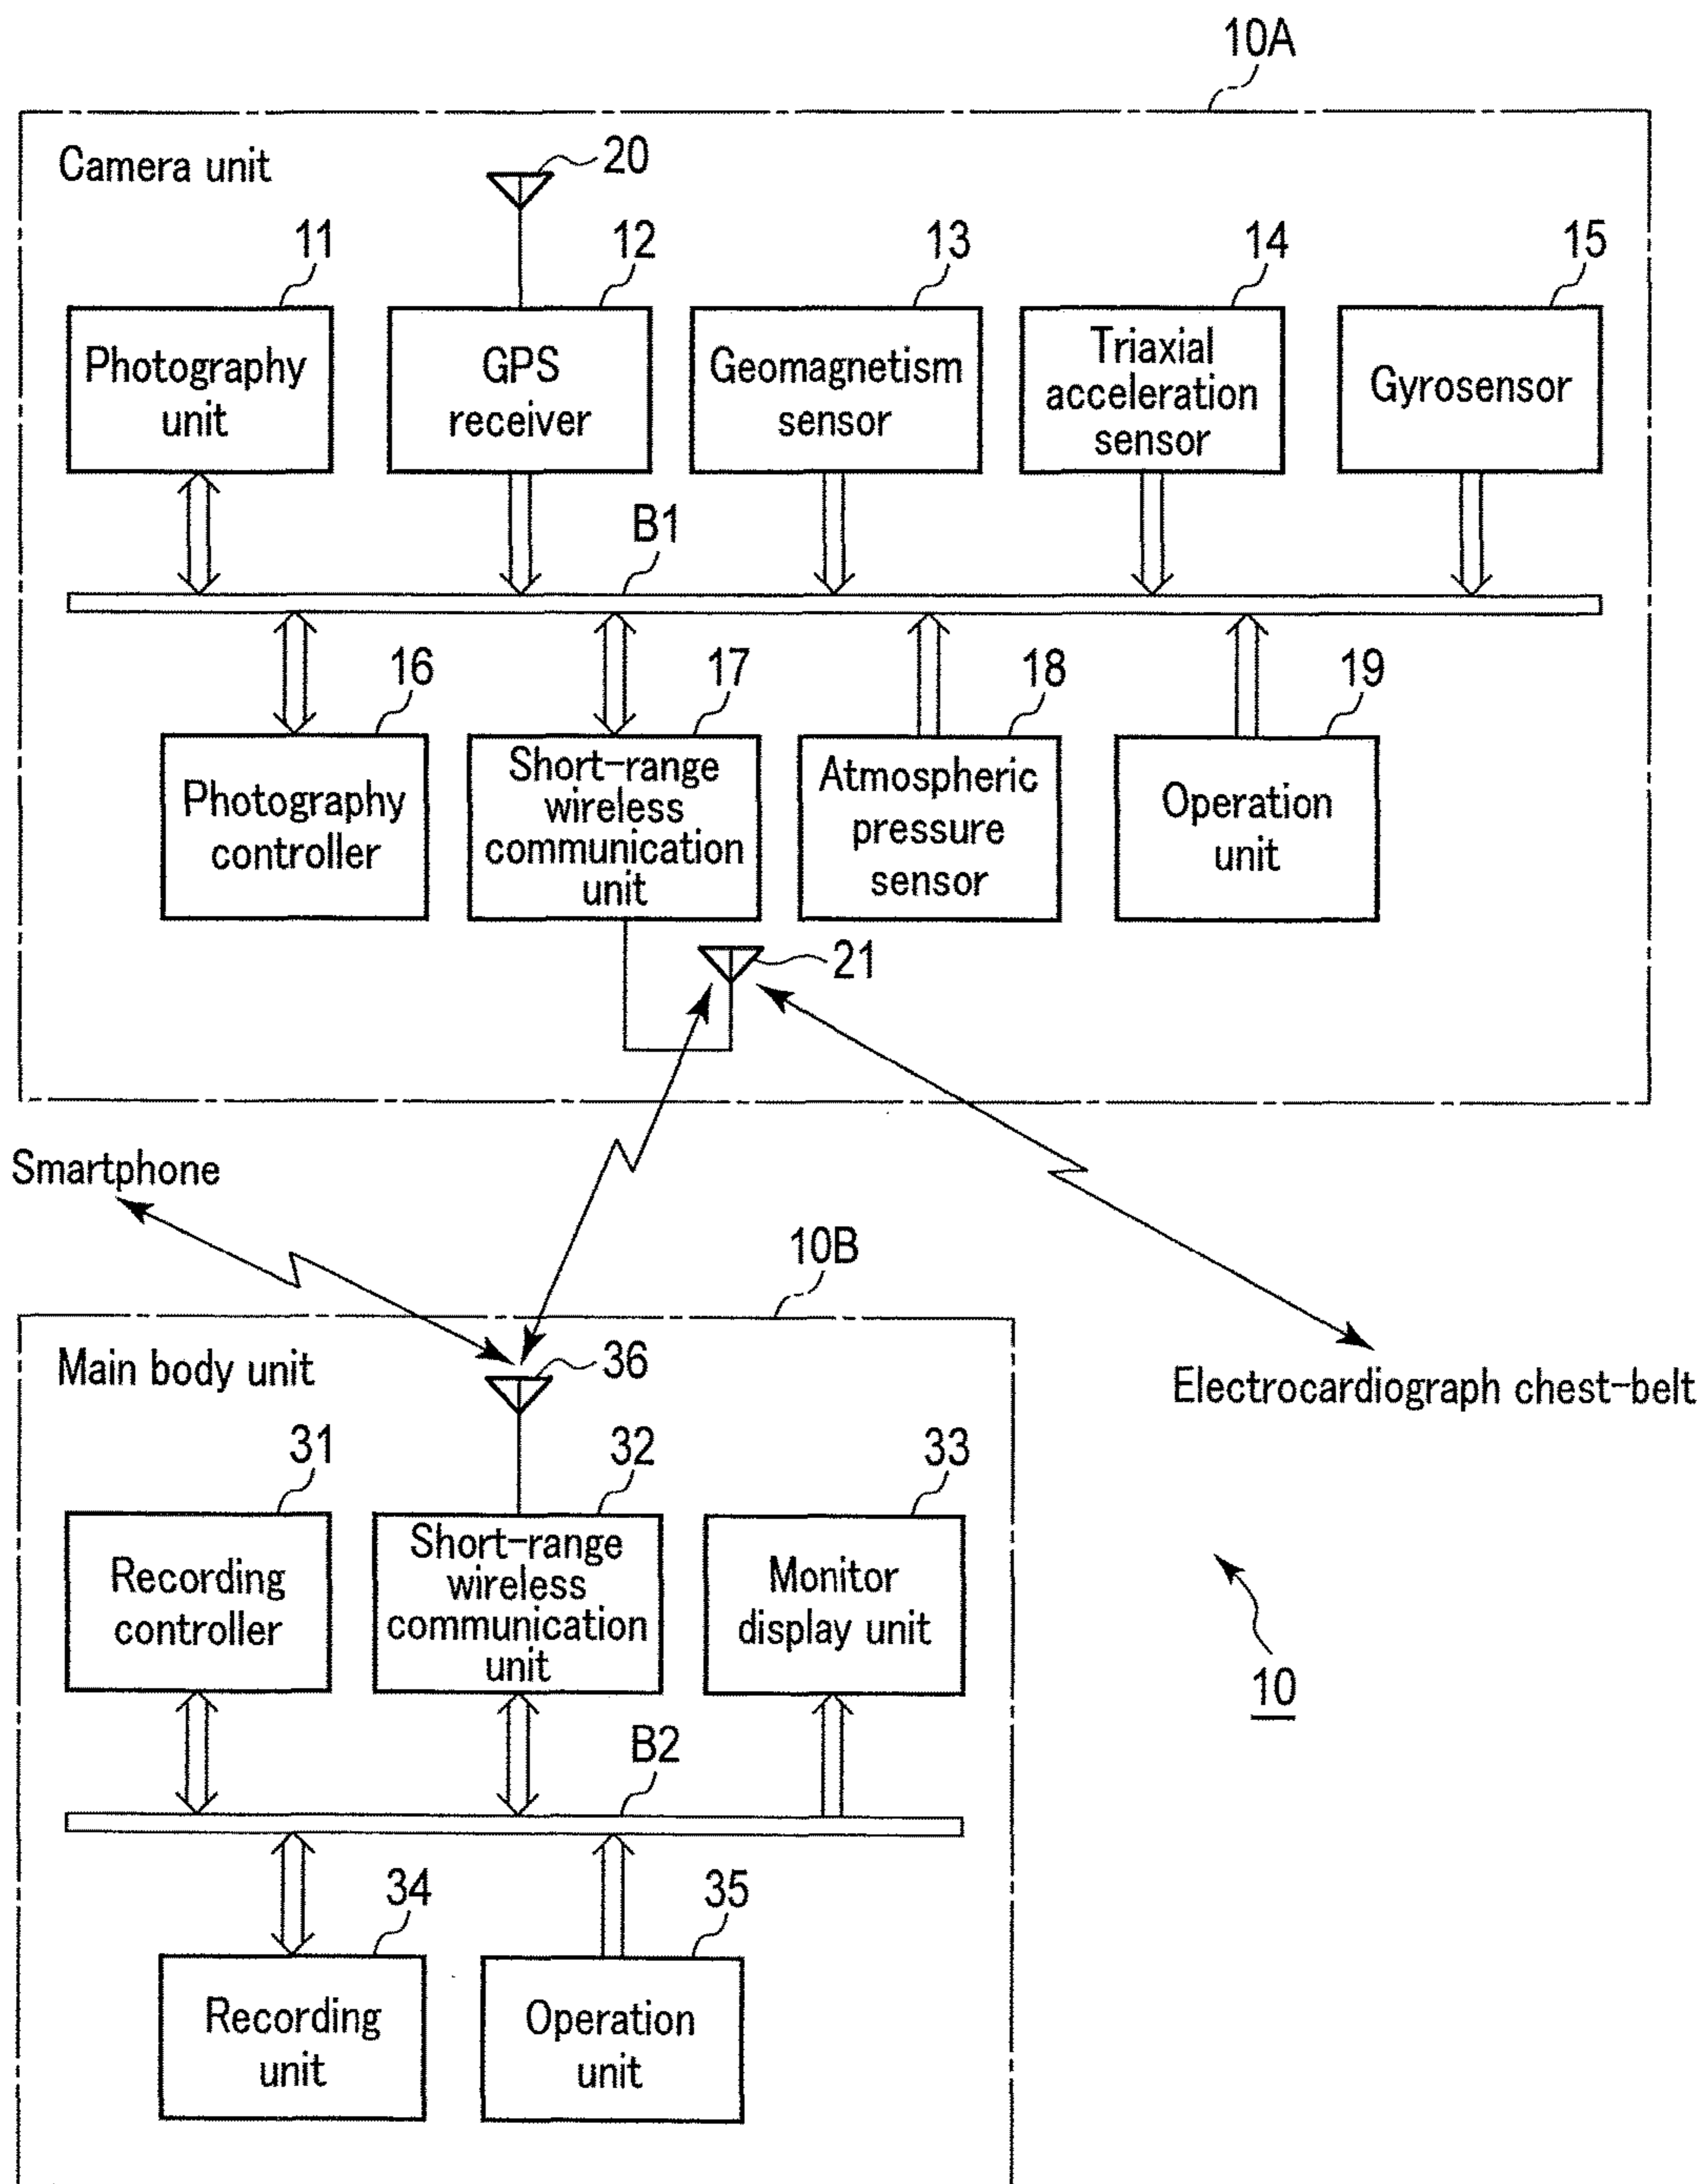 10A
Camera unit
20
11
12
13
14
15
Photography
unit
GPS
receiver
Geomagnetism
sensor
Triaxial
acceleration
sensor
Gyrosensor
B1
16
17
18
19
Photography
controller
Short-range
wireless
communication
unit
Atmospheric
pressure
sensor
Operation
unit
21
Smartphone
10B
Main body unit
36
Electrocardiograph chest-belt
31
32
33
Recording
controller
Short-range
wireless
communication
unit
Monitor
display unit
10
B2
34
35
Recording
unit
Operation
unit